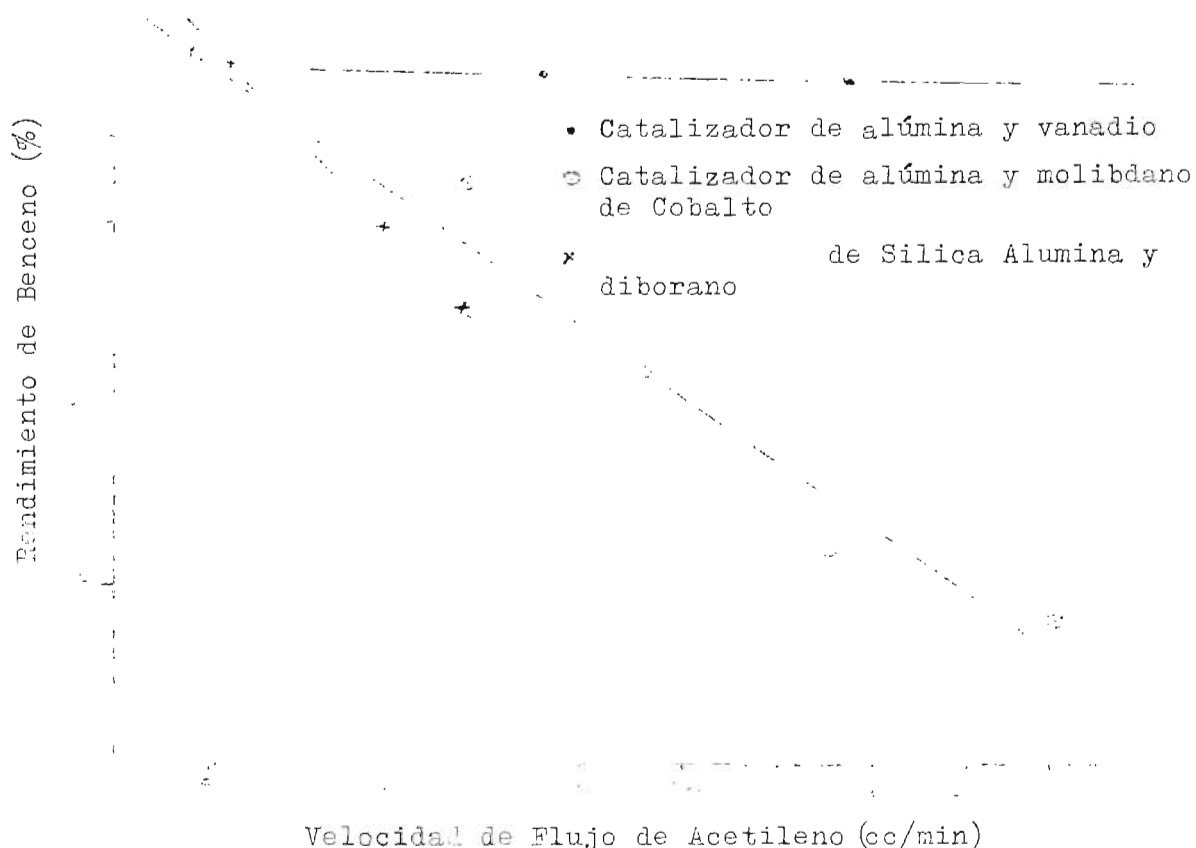 Rendimiento de Benceno (%)
• Catalizador de alúmina y vanadio
Catalizador de alúmina y molibdano
de Cobalto
x de Silica Alumina y
diborano
Velocidad de Flujo de Acetileno (cc/min)